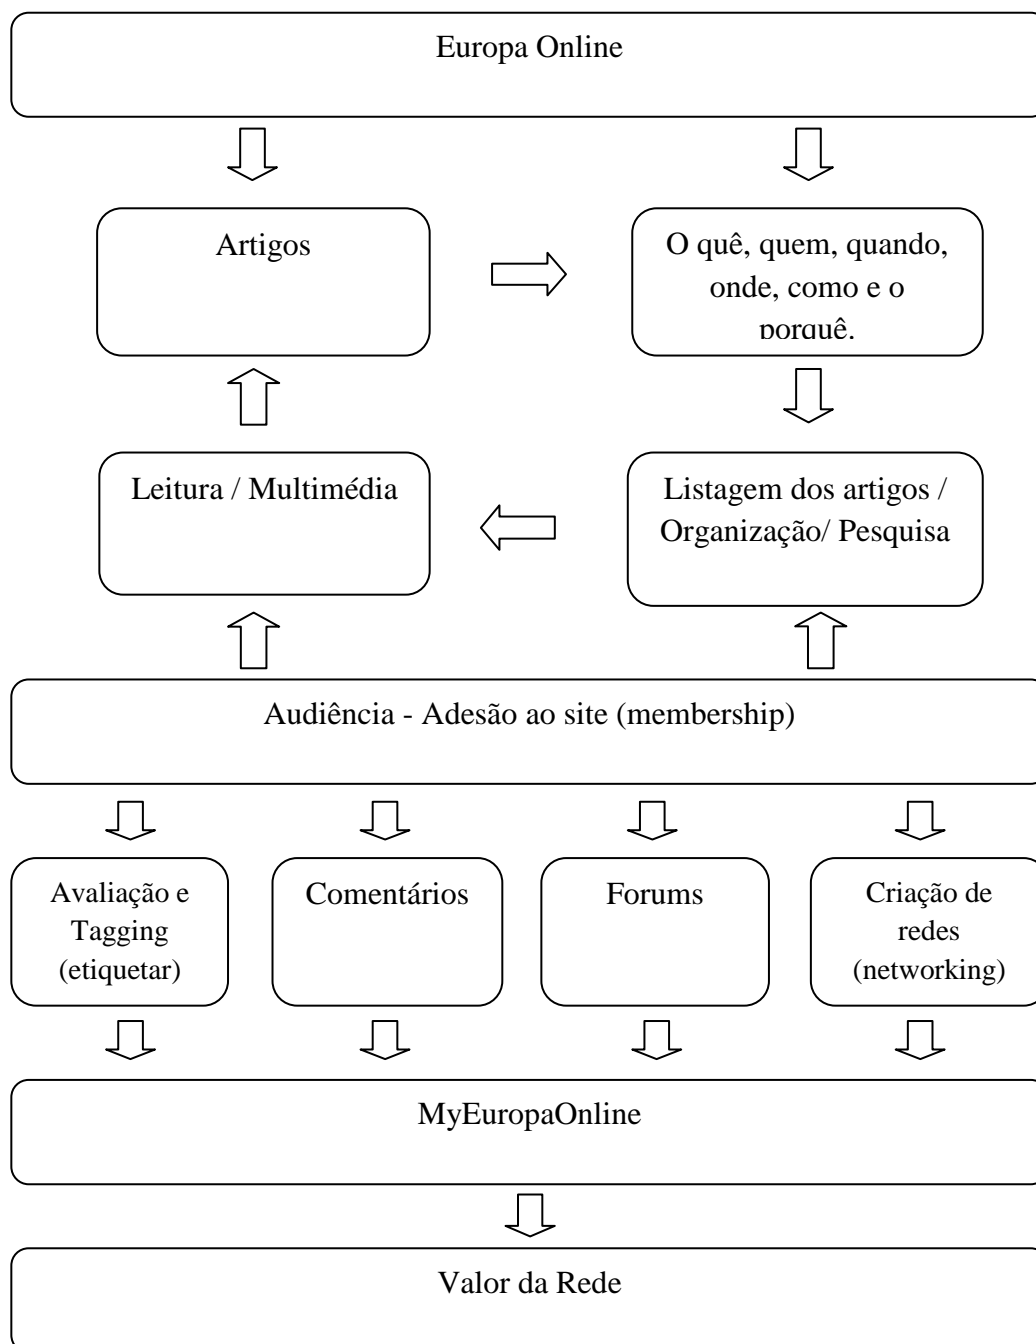 Europa Online
Artigos
O quê, quem, quando,
onde, como e o
porquê.
Leitura / Multimédia
Listagem dos artigos /
Organização/ Pesquisa
Audiência - Adesão ao site (membership)
Avaliação e
Tagging
(etiquetar)
Comentários
Forums
Criação de
redes
(networking)
MyEuropaOnline
Valor da Rede